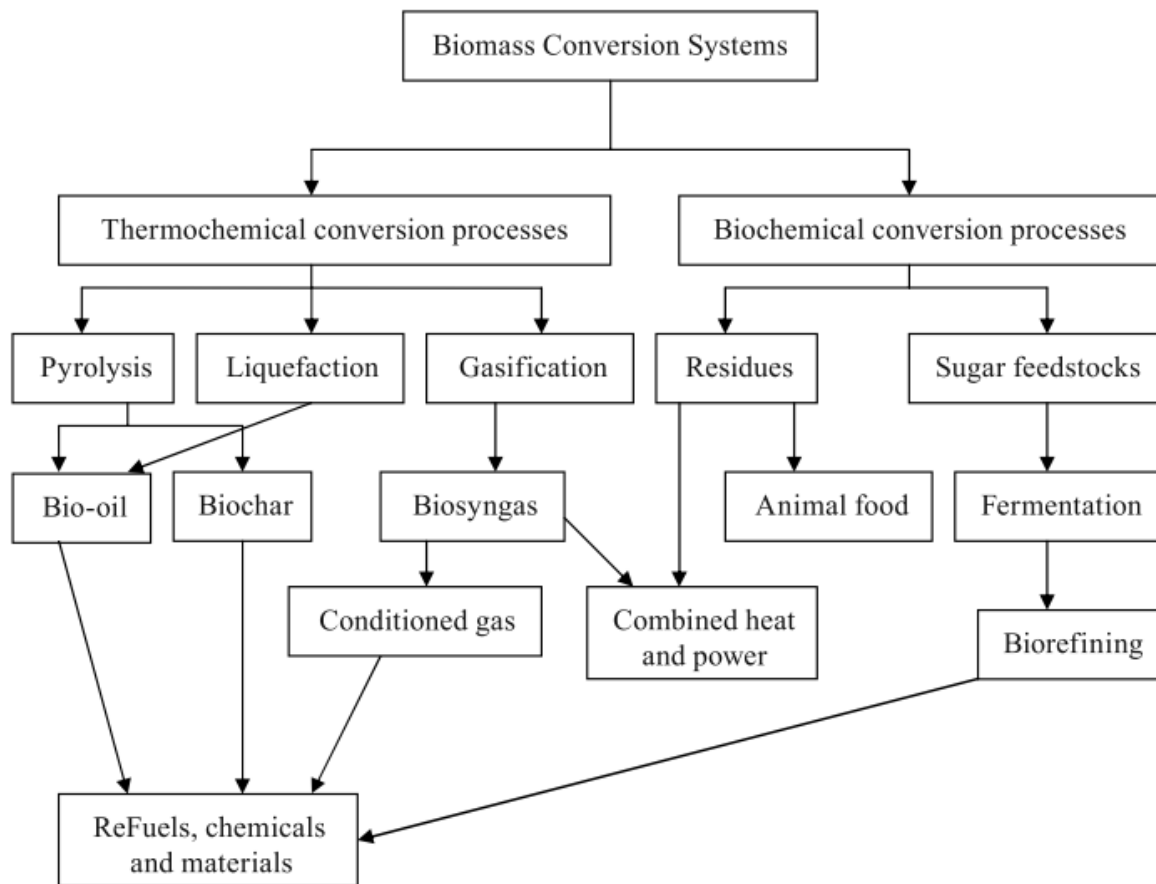 Biomass Conversion Systems
Thermochemical conversion processes
Biochemical conversion processes
Pyrolysis
Liquefaction
Gasification
Residues
Sugar feedstocks
Bio-oil
Biochar
Biosyngas
Animal food
Fermentation
Conditioned gas
Combined heat
and power
Biorefining
ReFuels, chemicals
and materials